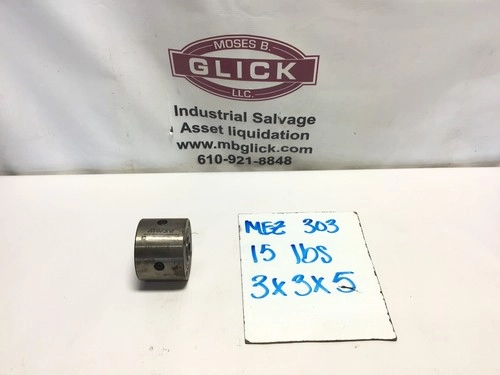 MOSES B.
GLICK
LLC.
Industrial Salvage
Asset liquidation
www.mbglick.com
610-921-8848
MEZ 303
15 lbs
3x3x5